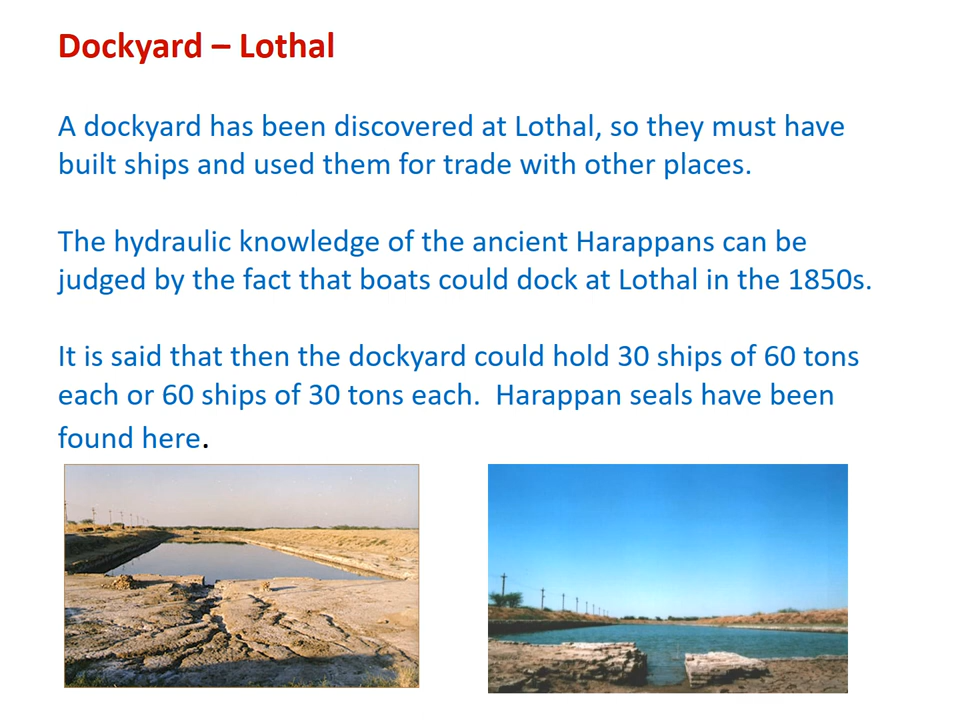 Dockyard – Lothal
A dockyard has been discovered at Lothal, so they must have
built ships and used them for trade with other places.
The hydraulic knowledge of the ancient Harappans can be
judged by the fact that boats could dock at Lothal in the 1850s.
It is said that then the dockyard could hold 30 ships of 60 tons
each or 60 ships of 30 tons each.  Harappan seals have been
found here.